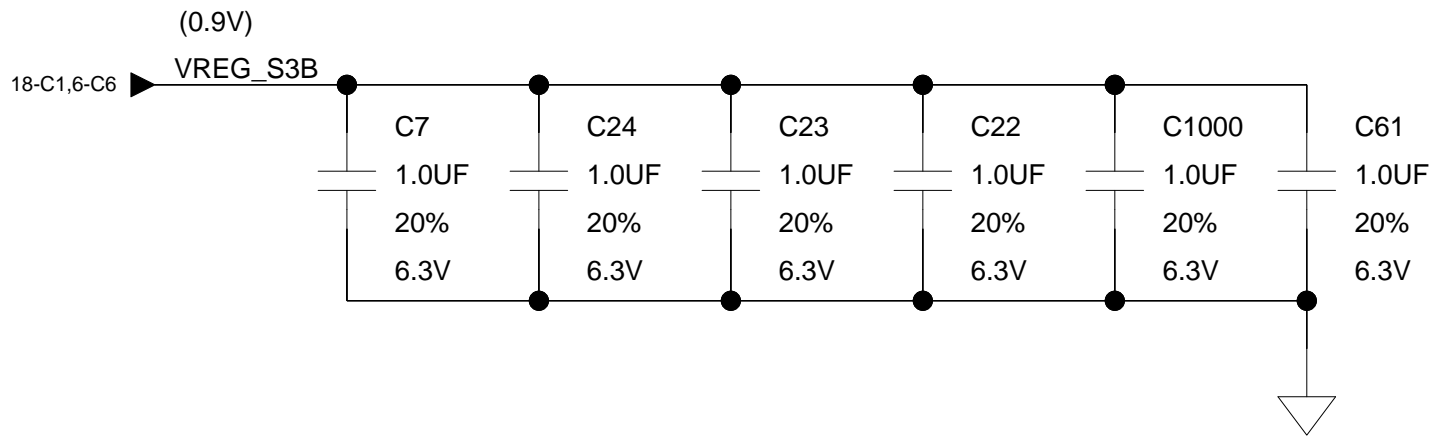 (0.9V)
VREG_S3B
18-C1,6-C6
C7
1.0UF
20%
6.3V
C24
1.0UF
20%
6.3V
C23
1.0UF
20%
6.3V
C22
1.0UF
20%
6.3V
C1000
1.0UF
20%
6.3V
C61
1.0UF
20%
6.3V